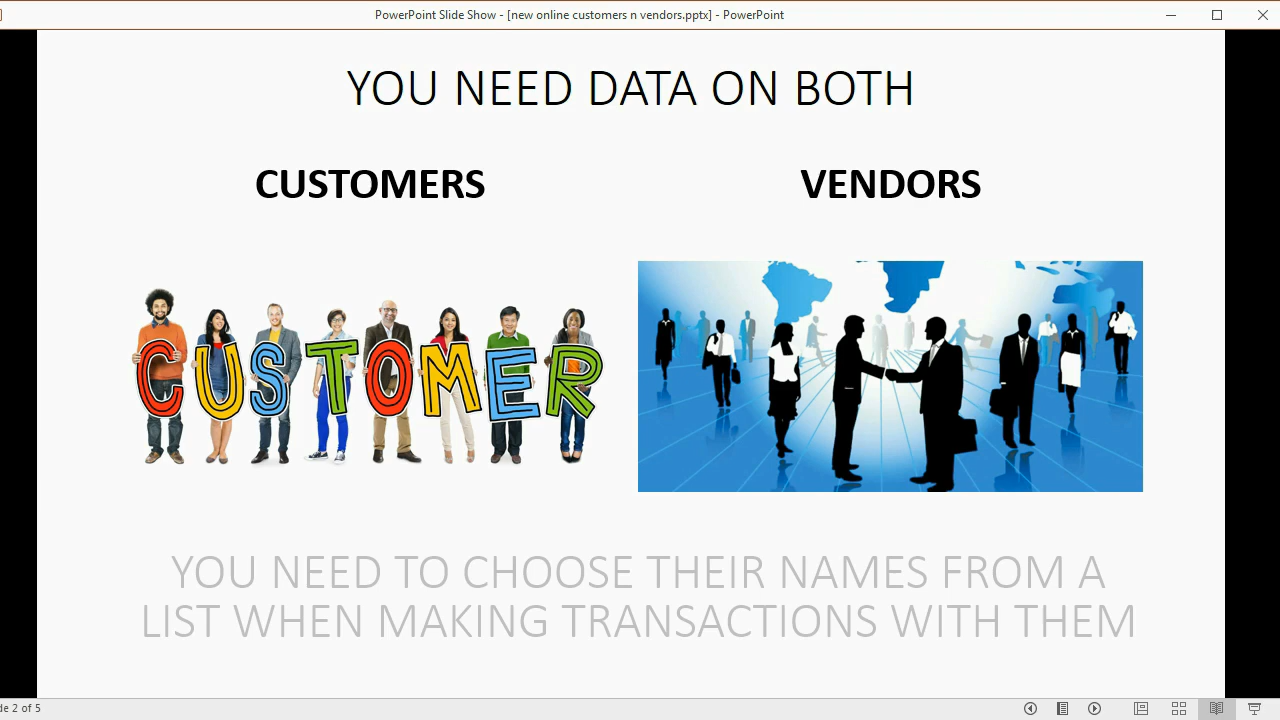 PowerPoint Slide Show - [new online customers n vendors.pptx] - PowerPoint
YOU NEED DATA ON BOTH
CUSTOMERS
VENDORS
CUSTOMER
YOU NEED TO CHOOSE THEIR NAMES FROM A
LIST WHEN MAKING TRANSACTIONS WITH THEM
de 2 of 5